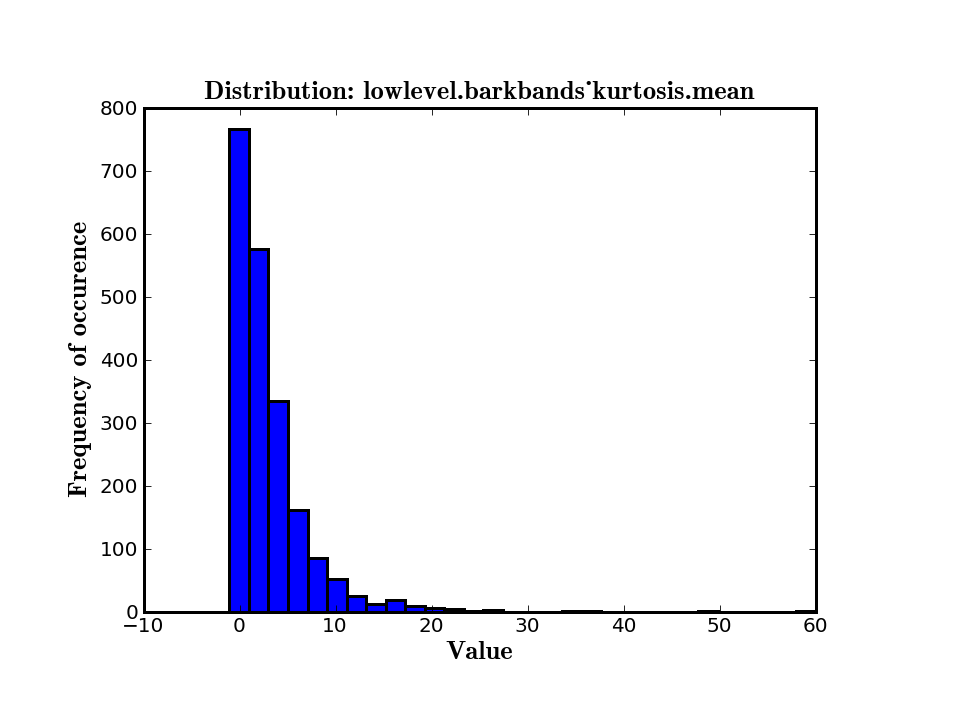 Distribution: lowlevel.barkbands˙kurtosis.mean
800
700
600
500
400
300
200
100
0
Frequency of occurence
−10 0 10 20 30 40 50 60
Value